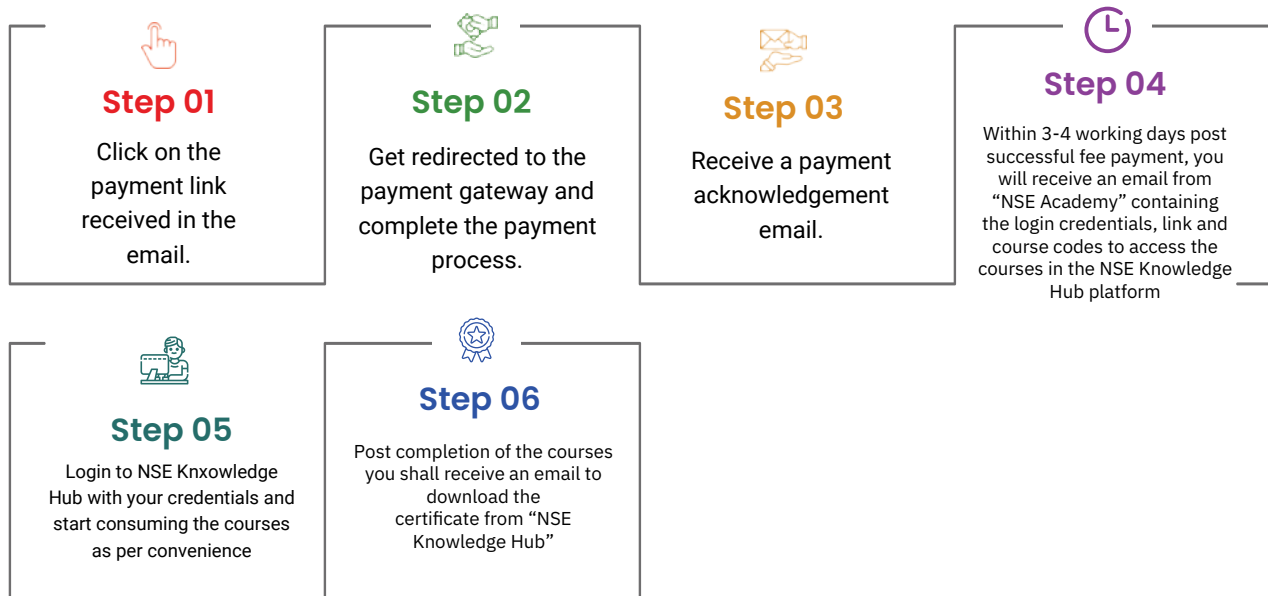 Step 01
Click on the
payment link
received in the
email.
Step 02
Get redirected to the
payment gateway and
complete the payment
process.
Step 03
Receive a payment
acknowledgement
email.
Step 04
Within 3-4 working days post
successful fee payment, you
will receive an email from
“NSE Academy” containing
the login credentials, link and
course codes to access the
courses in the NSE Knowledge
Hub platform
Step 05
Login to NSE Knxowledge
Hub with your credentials and
start consuming the courses
as per convenience
Step 06
Post completion of the courses
you shall receive an email to
download the
certificate from “NSE
Knowledge Hub”